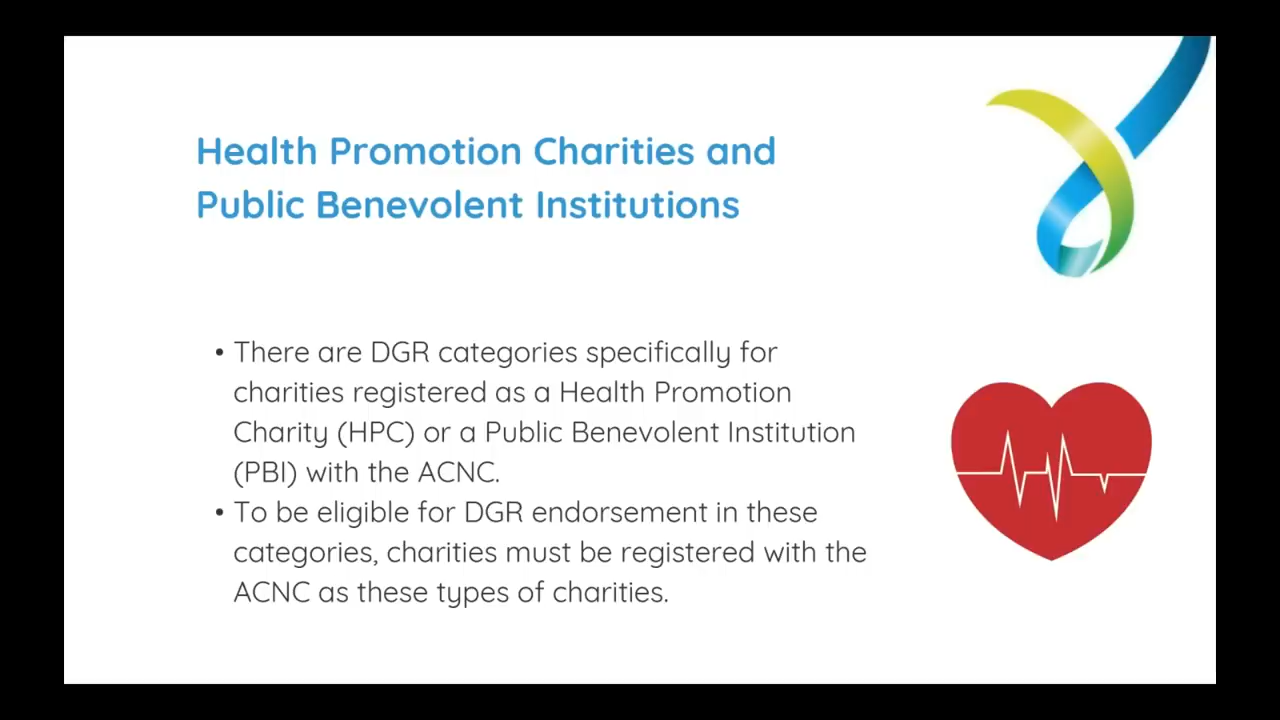 Health Promotion Charities and
Public Benevolent Institutions
• There are DGR categories specifically for
charities registered as a Health Promotion
Charity (HPC) or a Public Benevolent Institution
(PBI) with the ACNC.
• To be eligible for DGR endorsement in these
categories, charities must be registered with the
ACNC as these types of charities.